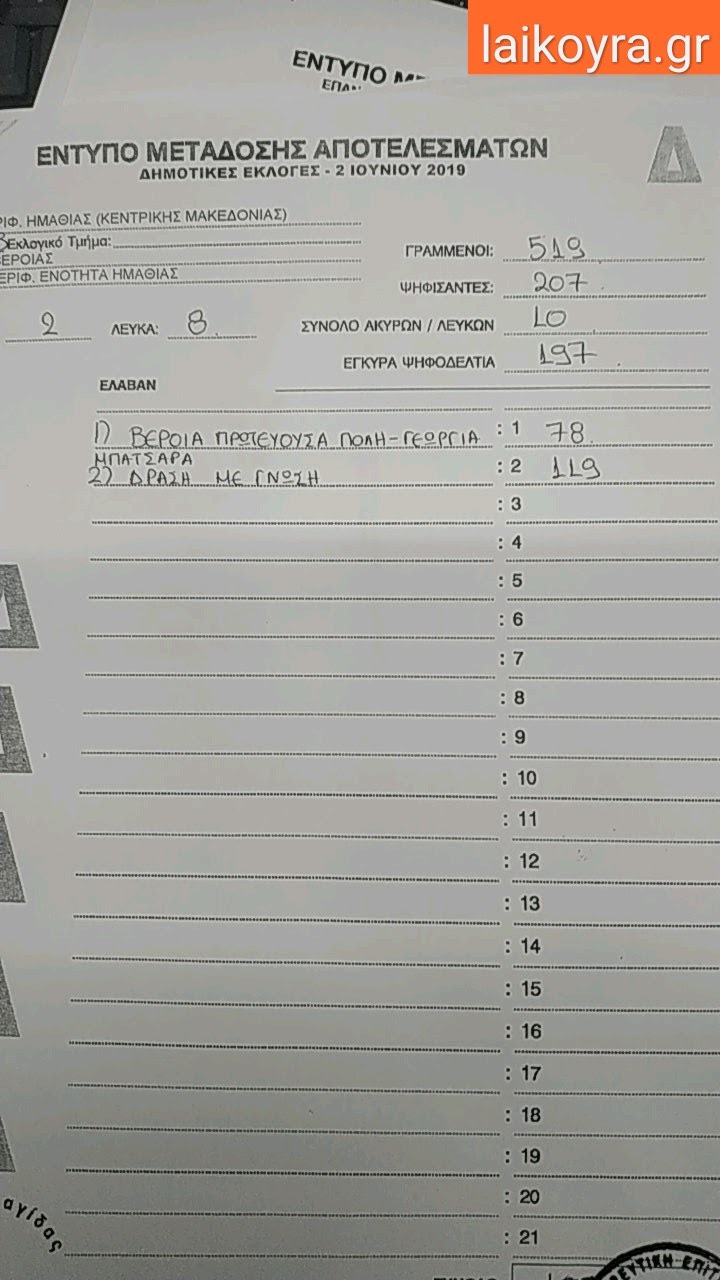 laikoyra.gr
ΕΝΤΥΠΟ
ΕΝΤΥΠΟ ΜΕΤΑΔΟΣΗΣ ΑΠΟΤΕΛΕΣΜΑΤΩΝ
Δ
ΔΗΜΟΤΙΚΕΣ ΕΚΛΟΓΕΣ - 2 ΙΟΥΝΙΟΥ 2019
ΡΙΦ. ΗΜΑΘΙΑΣ (ΚΕΝΤΡΙΚΗΣ ΜΑΚΕΔΟΝΙΑΣ)
Εκλογικό Τμήμα:
ΓΡΑΜΜΕΝΟΙ: 519
ΕΡΟΙΑΣ
ΕΡΙΦ. ΕΝΟΤΗΤΑ ΗΜΑΘΙΑΣ
ΨΗΦΙΣΑΝΤΕΣ: 207
2 ΛΕΥΚΑ: 8 ΣΥΝΟΛΟ ΑΚΥΡΩΝ / ΛΕΥΚΩΝ 10
ΕΓΚΥΡΑ ΨΗΦΟΔΕΛΤΙΑ 197
ΕΛΑΒΑΝ
1) ΒΕΡΟΙΑ ΠΡΩΤΕΥΟΥΣΑ ΠΟΛΗ-ΓΕΩΡΓΙΑ : 1 78
ΜΠΑΤΣΑΡΑ
2) ΔΡΑΣΗ ΜΕ ΓΝΩΣΗ : 2 119
: 3
: 4
: 5
: 6
: 7
: 8
: 9
: 10
: 11
: 12
: 13
: 14
: 15
: 16
: 17
: 18
: 19
: 20
: 21